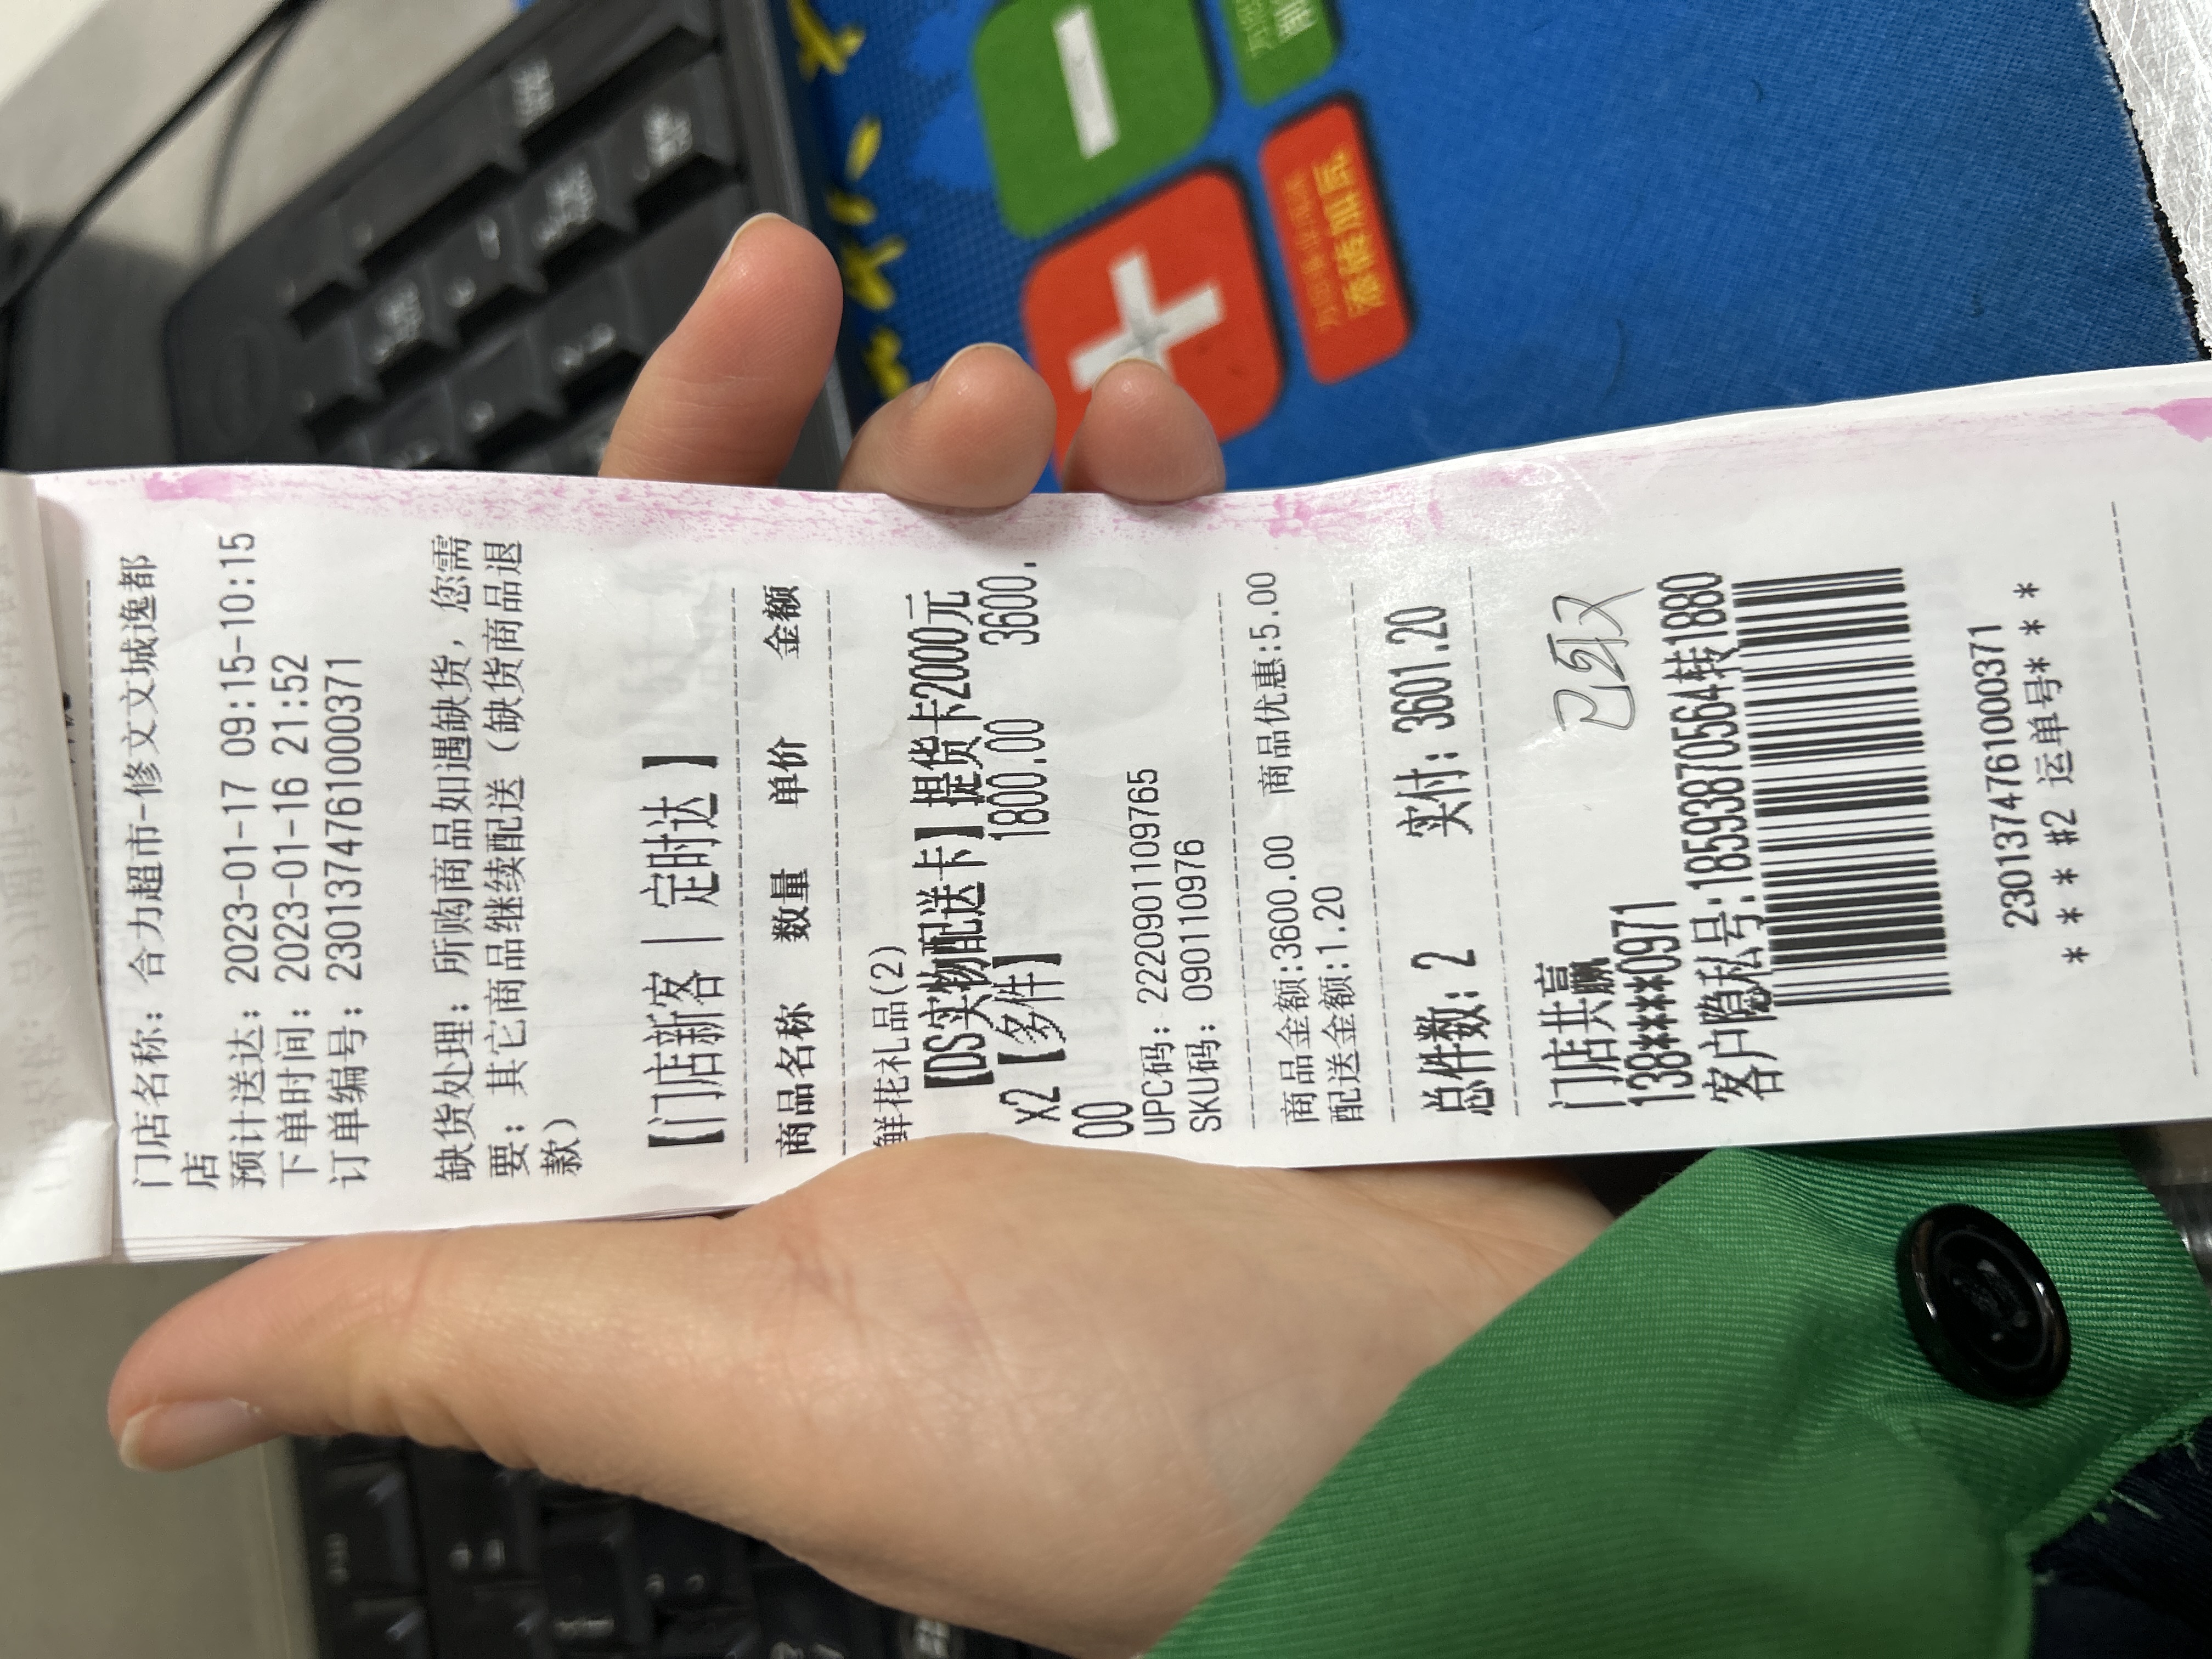 门店名称: 合力超市-修文文城逸都
店
预计送达: 2023-01-17 09:15-10:15
下单时间: 2023-01-16 21:52
订单编号: 2301374761000371
缺货处理: 所购商品如遇缺货, 您需
要: 其它商品继续配送 (缺货商品退
款)
【门店新客 | 定时达 】
商品名称 数量 单价 金额
鲜花礼品(2)
【DS实物配送卡】提货卡2000元
x2【多件】 1800.00 3600.
00
UPC码: 2220901109765
SKU码: 0901109976
商品金额:3600.00 商品优惠:5.00
配送金额:1.20
总件数: 2 实付: 3601.20
已取
门店共赢
138****0971
客户隐私号:18593870564转1880
2301374761000371
* * * #2 运单号* * *
添偀加辰